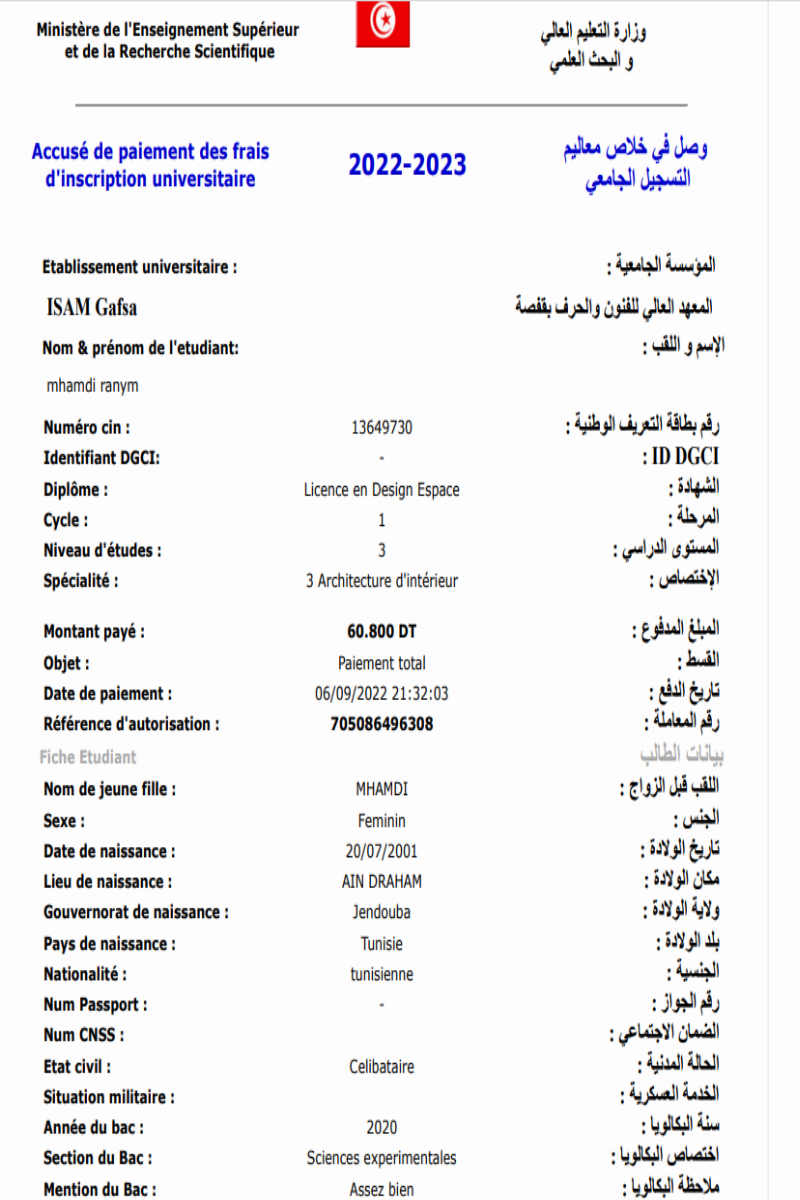 Ministère de l'Enseignement Supérieur
et de la Recherche Scientifique
وزارة التعليم العالي
و البحث العلمي
Accusé de paiement des frais
d'inscription universitaire
2022-2023
وصل في خلاص معاليم
التسجيل الجامعي
Etablissement universitaire : المؤسسة الجامعية :
ISAM Gafsa المعهد العالي للفنون والحرف بقفصة
Nom & prénom de l'etudiant: الإسم و اللقب :
mhamdi ranym
Numéro cin : 13649730 رقم بطاقة التعريف الوطنية :
Identifiant DGCI: - ID DGCI :
Diplôme : Licence en Design Espace الشهادة :
Cycle : 1 المرحلة :
Niveau d'études : 3 المستوى الدراسي :
Spécialité : 3 Architecture d'intérieur الإختصاص :
Montant payé : 60.800 DT المبلغ المدفوع :
Objet : Paiement total القسط :
Date de paiement : 06/09/2022 21:32:03 تاريخ الدفع :
Référence d'autorisation : 705086496308 رقم المعاملة :
Fiche Etudiant بيانات الطالب
Nom de jeune fille : MHAMDI اللقب قبل الزواج :
Sexe : Feminin الجنس :
Date de naissance : 20/07/2001 تاريخ الولادة :
Lieu de naissance : AIN DRAHAM مكان الولادة :
Gouvernorat de naissance : Jendouba ولاية الولادة :
Pays de naissance : Tunisie بلد الولادة :
Nationalité : tunisienne الجنسية :
Num Passport : - رقم الجواز :
Num CNSS : الضمان الاجتماعي :
Etat civil : Celibataire الحالة المدنية :
Situation militaire : الخدمة العسكرية :
Année du bac : 2020 سنة البكالويا :
Section du Bac : Sciences experimentales اختصاص البكالويا :
Mention du Bac : Assez bien ملاحظة البكالويا :